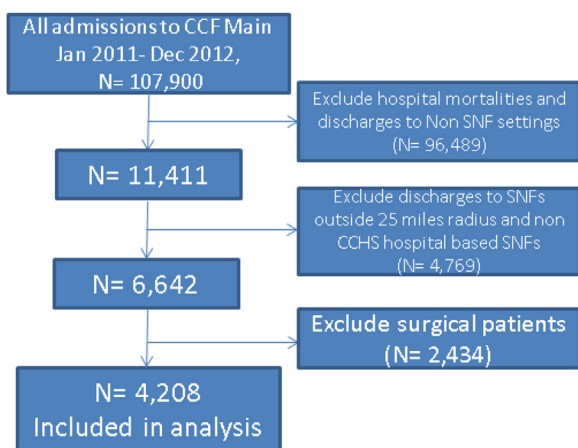 All admissions to CCF Main
Jan 2011- Dec 2012,
N= 107,900
Exclude hospital mortalities and
discharges to Non SNF settings
(N= 96,489)
N= 11,411
Exclude discharges to SNFs
outside 25 miles radius and non
CCHS hospital based SNFs
(N= 4,769)
N= 6,642
Exclude surgical patients
(N= 2,434)
N= 4,208
Included in analysis